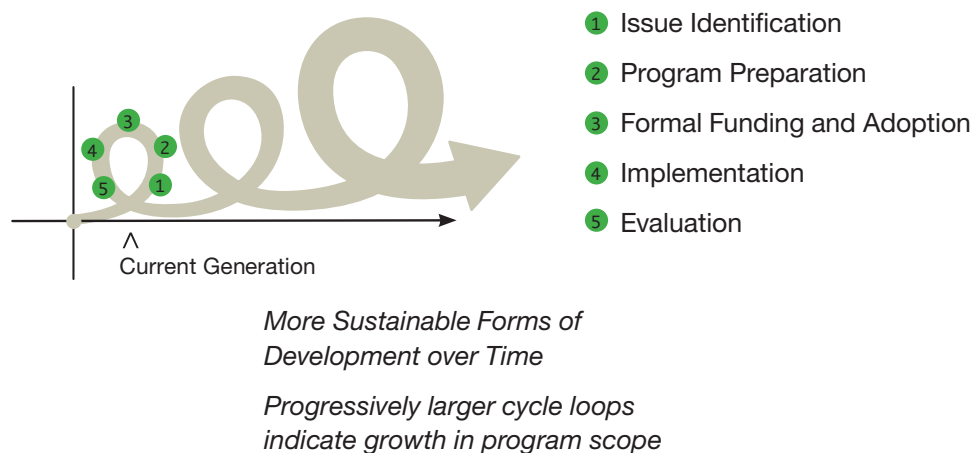 1 Issue Identification
2 Program Preparation
3 Formal Funding and Adoption
4 Implementation
5 Evaluation
3
4
2
5
1
^
Current Generation
More Sustainable Forms of
Development over Time
Progressively larger cycle loops
indicate growth in program scope